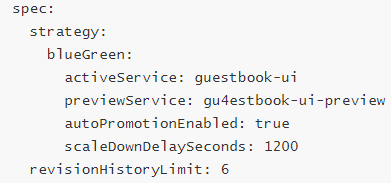 spec:
  strategy:
    blueGreen:
      activeService: guestbook-ui
      previewService: gu4estbook-ui-preview
      autoPromotionEnabled: true
      scaleDownDelaySeconds: 1200
  revisionHistoryLimit: 6